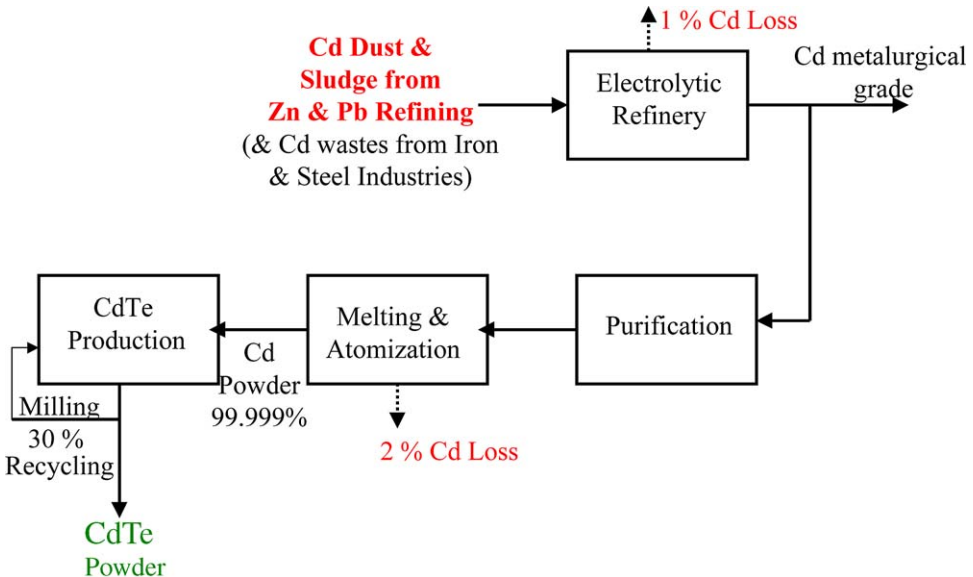 1 % Cd Loss
Cd Dust &
Sludge from
Zn & Pb Refining
(& Cd wastes from Iron
& Steel Industries)
Electrolytic
Refinery
Cd metalurgical
grade
CdTe
Production
Melting &
Atomization
Purification
Cd
Powder
99.999%
Milling
30 %
Recycling
2 % Cd Loss
CdTe
Powder